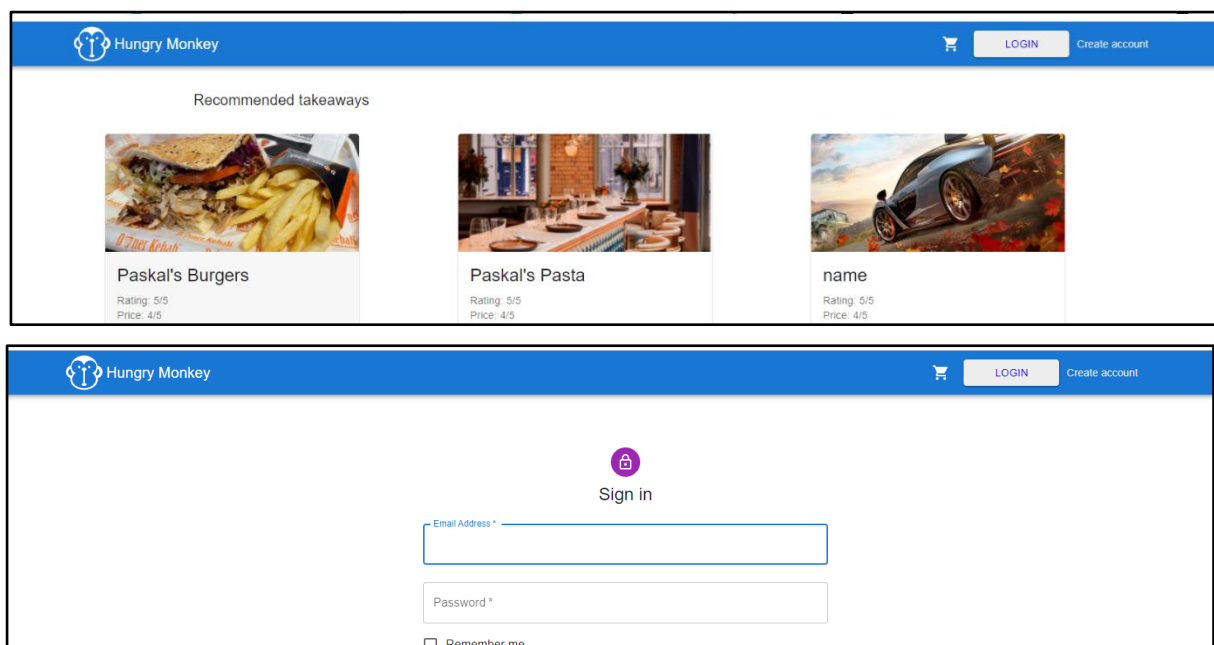 Hungry Monkey
LOGIN
Create account
Recommended takeaways
Paskal's Burgers
Rating: 5/5
Price: 4/5
Paskal's Pasta
Rating: 5/5
Price: 4/5
name
Rating: 5/5
Price: 4/5
Hungry Monkey
LOGIN
Create account
Sign in
Email Address *
Password *
Remember me